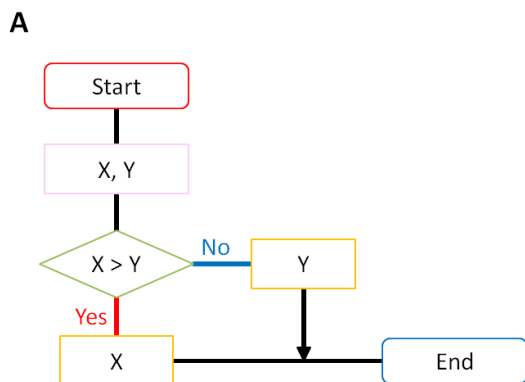 A
Start
X, Y
X > Y
No
Y
Yes
X
End